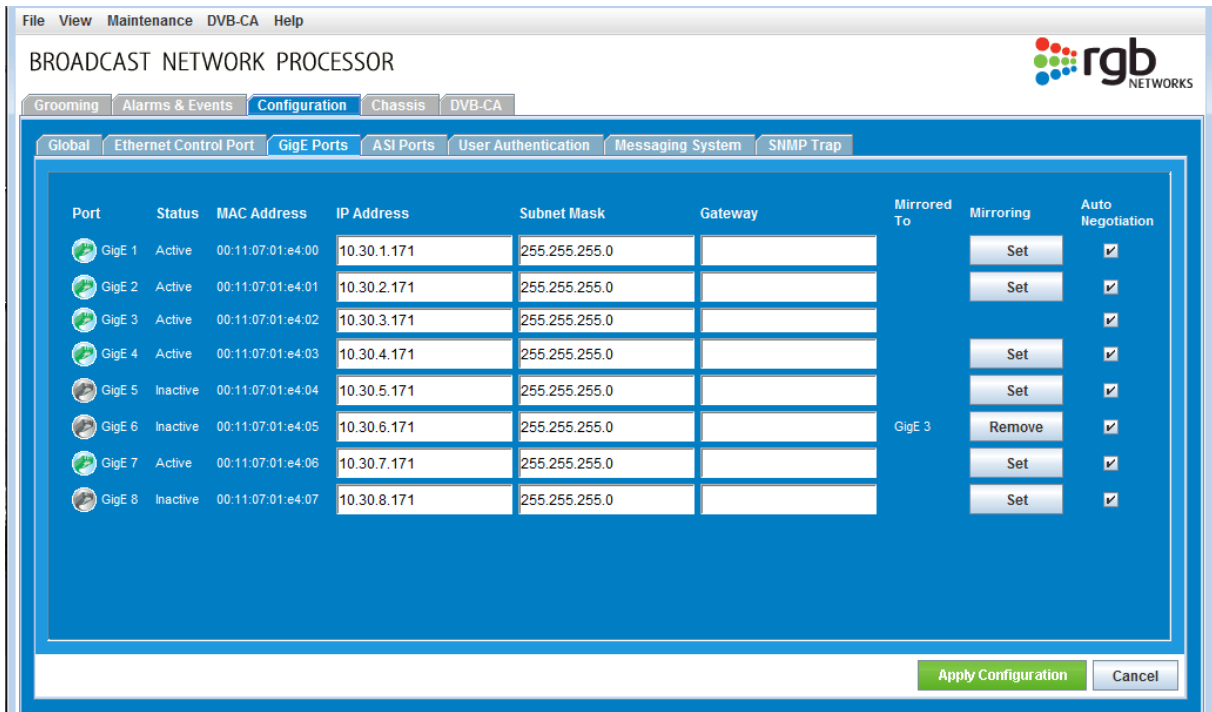 File View Maintenance DVB-CA Help
BROADCAST NETWORK PROCESSOR
rgb
NETWORKS
Grooming Alarms & Events Configuration Chassis DVB-CA
Global Ethernet Control Port GigE Ports ASI Ports User Authentication Messaging System SNMP Trap
Port Status MAC Address IP Address Subnet Mask Gateway Mirrored To Mirroring Auto Negotiation
GigE 1 Active 00:11:07:01:e4:00 10.30.1.171 255.255.255.0 Set
GigE 2 Active 00:11:07:01:e4:01 10.30.2.171 255.255.255.0 Set
GigE 3 Active 00:11:07:01:e4:02 10.30.3.171 255.255.255.0
GigE 4 Active 00:11:07:01:e4:03 10.30.4.171 255.255.255.0 Set
GigE 5 Inactive 00:11:07:01:e4:04 10.30.5.171 255.255.255.0 Set
GigE 6 Inactive 00:11:07:01:e4:05 10.30.6.171 255.255.255.0 GigE 3 Remove
GigE 7 Active 00:11:07:01:e4:06 10.30.7.171 255.255.255.0 Set
GigE 8 Inactive 00:11:07:01:e4:07 10.30.8.171 255.255.255.0 Set
Apply Configuration Cancel